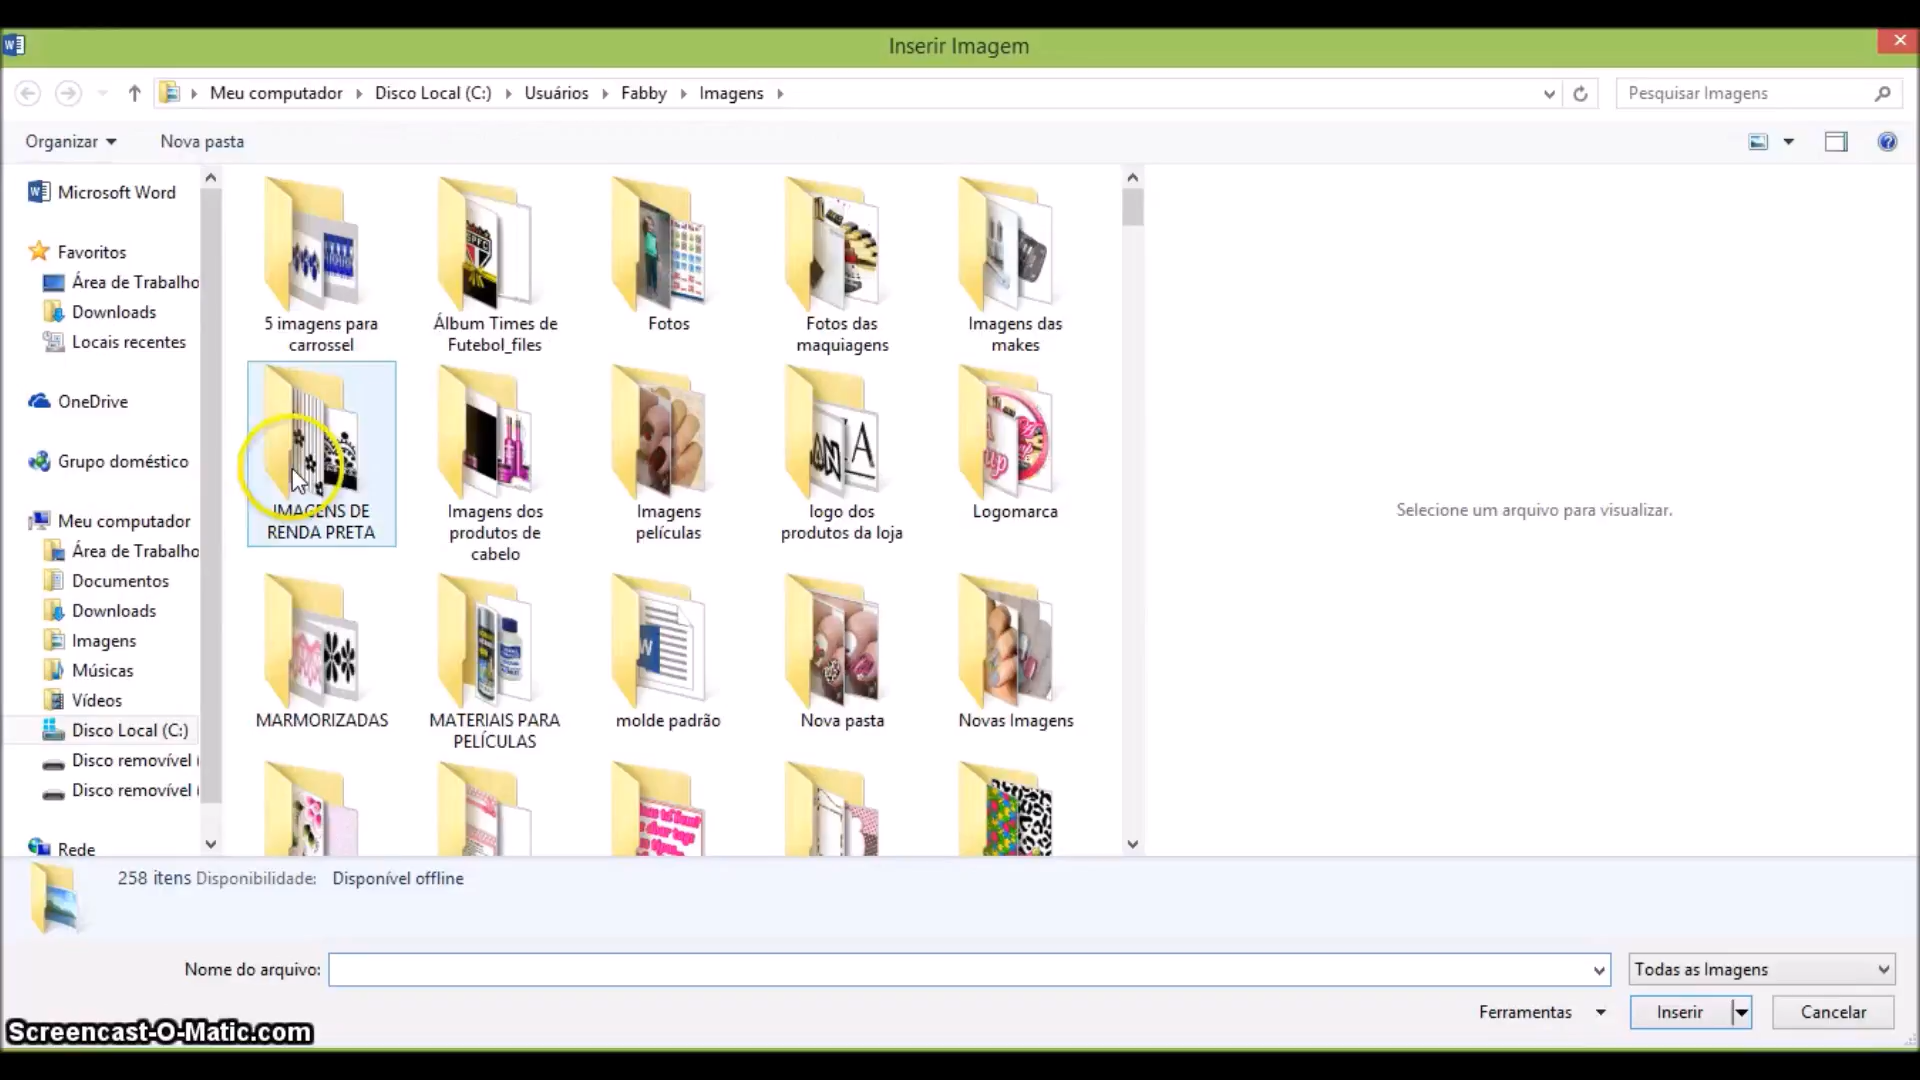 Inserir Imagem
Meu computador Disco Local (C:) Usuários Fabby Imagens
Pesquisar Imagens
Organizar Nova pasta
Microsoft Word
Favoritos
Área de Trabalho
Downloads
Locais recentes
OneDrive
Grupo doméstico
Meu computador
Área de Trabalho
Documentos
Downloads
Imagens
Músicas
Vídeos
Disco Local (C:)
Disco removível
Disco removível
Rede
5 imagens para
carrossel
Álbum Times de
Futebol_files
Fotos
Fotos das
maquiagens
Imagens das
makes
IMAGENS DE
RENDA PRETA
Imagens dos
produtos de
cabelo
Imagens
películas
logo dos
produtos da loja
Logomarca
MARMORIZADAS
MATERIAIS PARA
PELÍCULAS
molde padrão
Nova pasta
Novas Imagens
Selecione um arquivo para visualizar.
258 itens Disponibilidade: Disponível offline
Nome do arquivo:
Todas as Imagens
Ferramentas
Inserir
Cancelar
Screencast-O-Matic.com